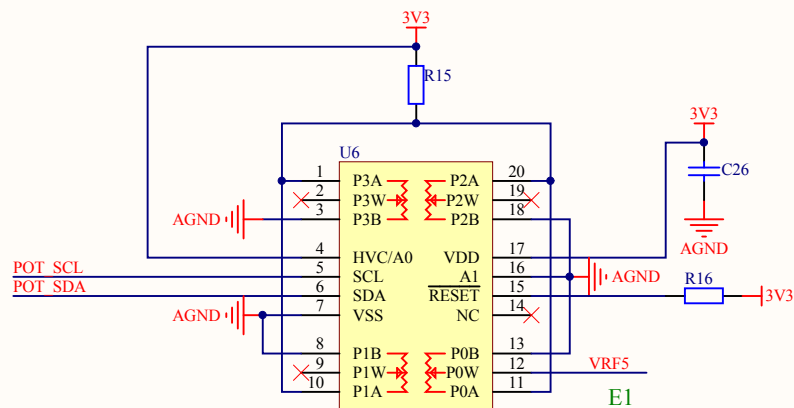 3V3
R15
3V3
U6
C26
1 P3A P2A 20
2 P3W P2W 19
3 P3B P2B 18
AGND
AGND
4 HVC/A0 VDD 17
POT_SCL 5 SCL A1 16 AGND
POT_SDA 6 SDA RESET 15 R16 3V3
AGND 7 VSS NC 14
8 P1B P0B 13
9 P1W P0W 12 VRF5
10 P1A P0A 11
E1